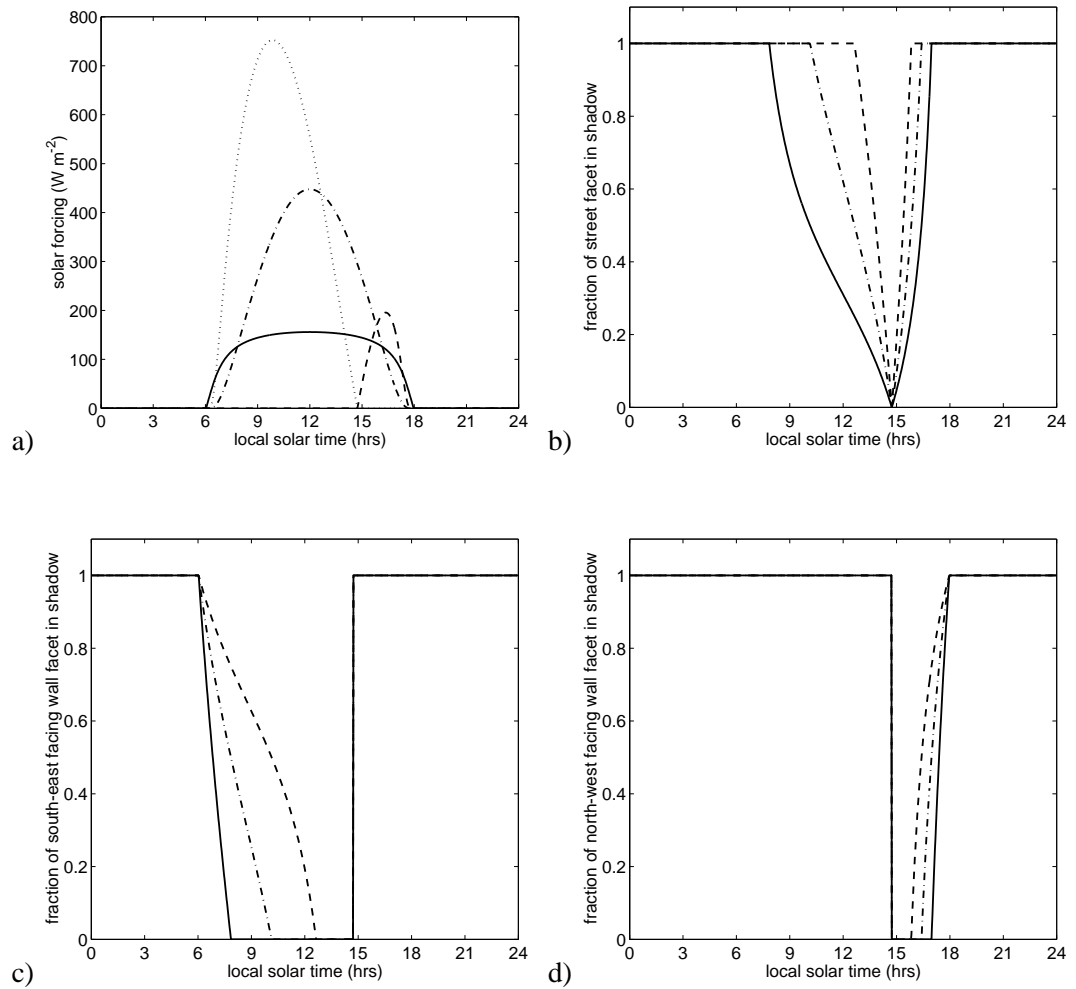 800
700
600
500
400
300
200
100
0
solar forcing (W m-2)
0 3 6 9 12 15 18 21 24
local solar time (hrs)
a)
1
0.8
0.6
0.4
0.2
0
fraction of street facet in shadow
0 3 6 9 12 15 18 21 24
local solar time (hrs)
b)
1
0.8
0.6
0.4
0.2
0
fraction of south-east facing wall facet in shadow
0 3 6 9 12 15 18 21 24
local solar time (hrs)
c)
1
0.8
0.6
0.4
0.2
0
fraction of north-west facing wall facet in shadow
0 3 6 9 12 15 18 21 24
local solar time (hrs)
d)